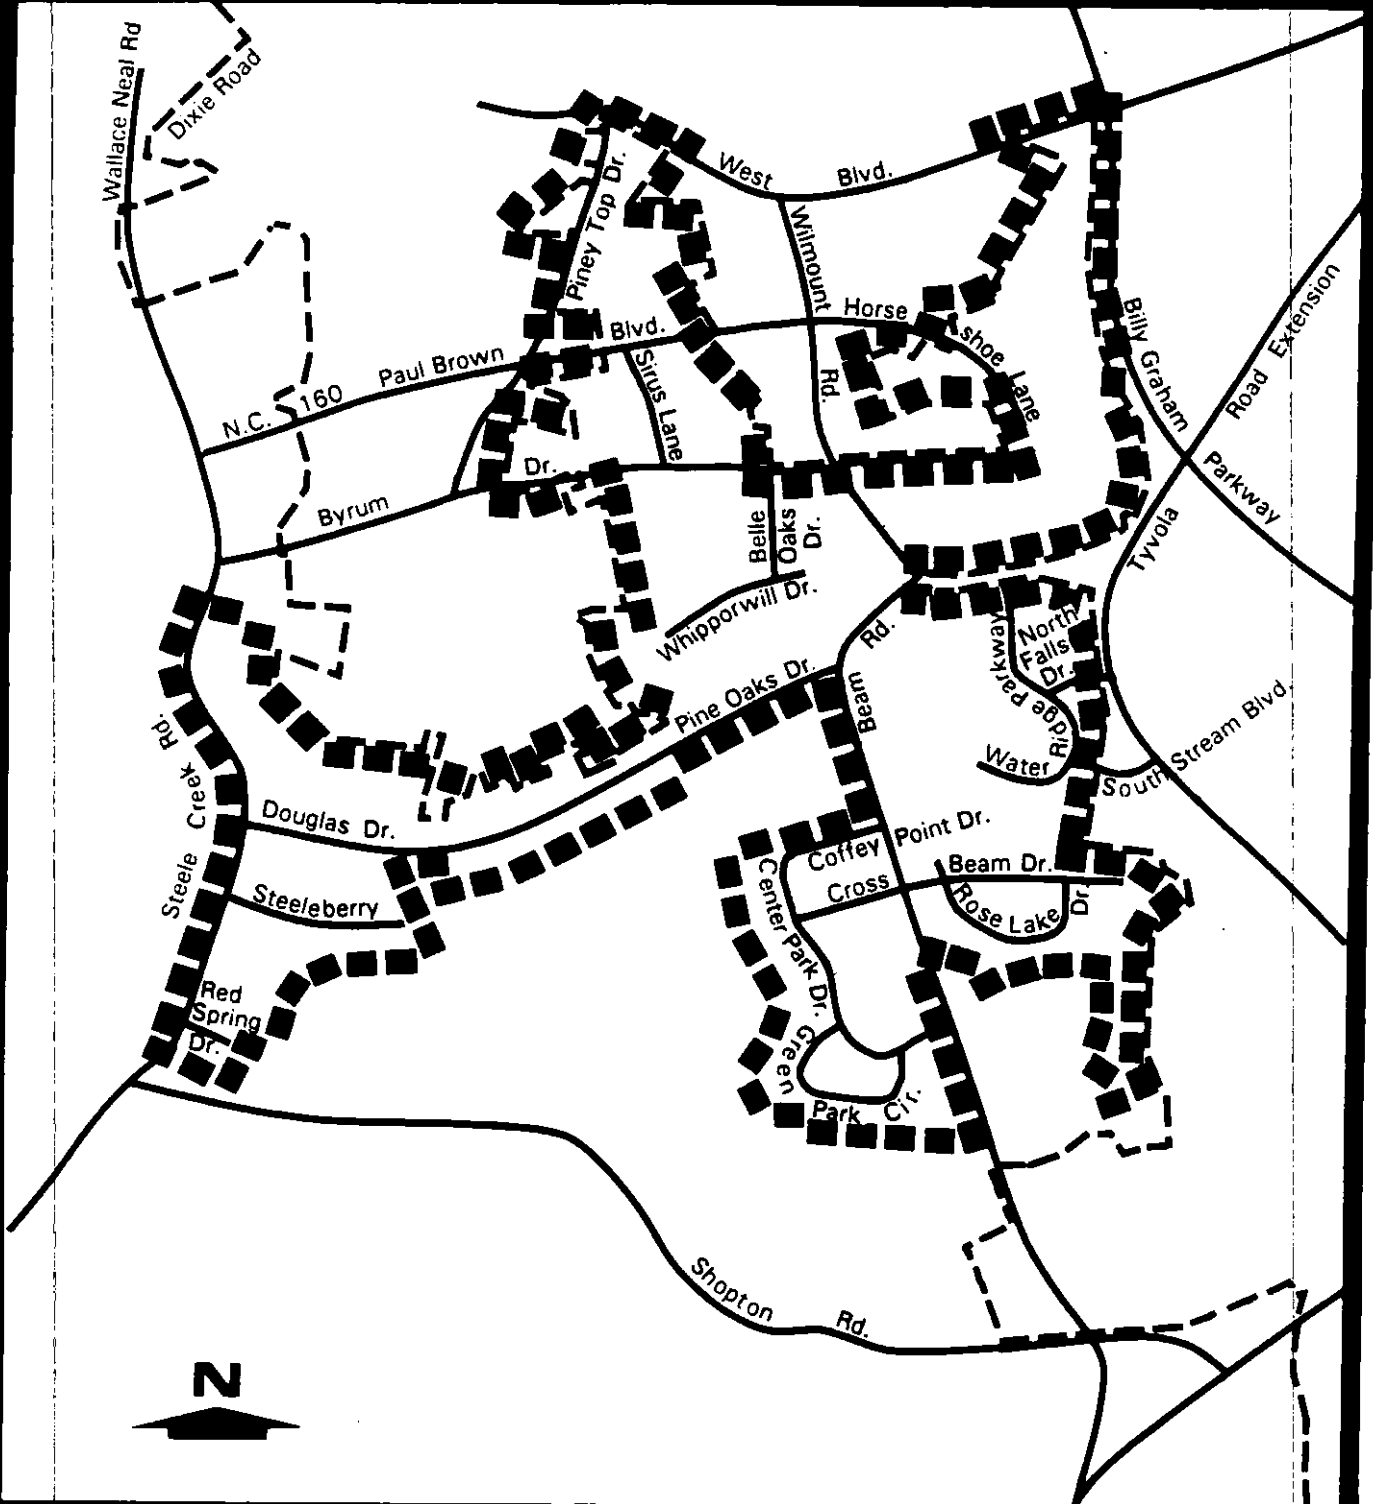 Wallace Neal Rd
Dixie Road
West Blvd.
Piney Top Dr.
Wilmount Rd.
Horse shoe Lane
Billy Graham Parkway
Tyvola Road Extension
N.C. 160 Paul Brown Blvd.
Sirus Lane
Byrum Dr.
Belle
Oaks
Dr.
Whipporwill Dr.
Pine Oaks Dr.
Beam Rd.
North
Falls
Dr.
Water Ridge Parkway
South Stream Blvd.
Steele Creek Rd.
Douglas Dr.
Steeleberry
Red
Spring
Dr.
Coffey Point Dr.
Cross Beam Dr.
Rose Lake Dr.
Center Park Dr.
Green Park Cir.
Shopton Rd.
N